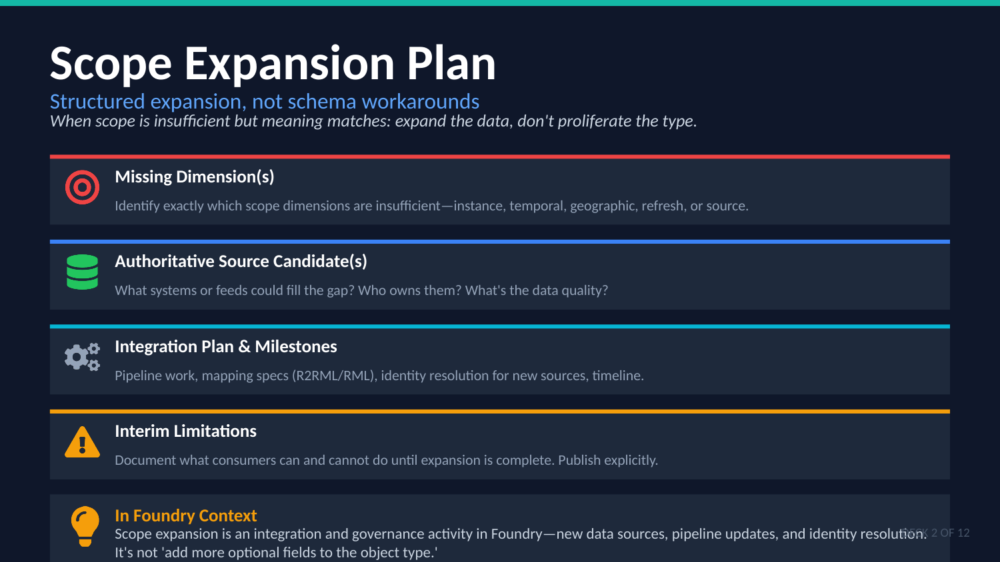 Scope Expansion Plan
Structured expansion, not schema workarounds
When scope is insufficient but meaning matches: expand the data, don't proliferate the type.
Missing Dimension(s)
Identify exactly which scope dimensions are insufficient—instance, temporal, geographic, refresh, or source.
Authoritative Source Candidate(s)
What systems or feeds could fill the gap? Who owns them? What's the data quality?
Integration Plan & Milestones
Pipeline work, mapping specs (R2RML/RML), identity resolution for new sources, timeline.
Interim Limitations
Document what consumers can and cannot do until expansion is complete. Publish explicitly.
In Foundry Context
Scope expansion is an integration and governance activity in Foundry—new data sources, pipeline updates, and identity resolution.
It's not 'add more optional fields to the object type.'
DECK 2 OF 12